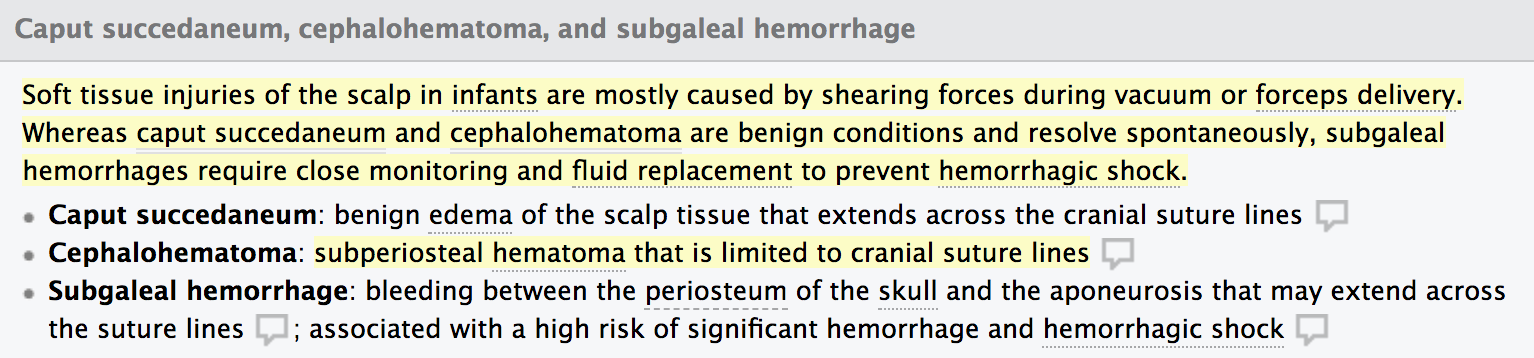 Caput succedaneum, cephalohematoma, and subgaleal hemorrhage
Soft tissue injuries of the scalp in infants are mostly caused by shearing forces during vacuum or forceps delivery.
Whereas caput succedaneum and cephalohematoma are benign conditions and resolve spontaneously, subgaleal
hemorrhages require close monitoring and fluid replacement to prevent hemorrhagic shock.
• Caput succedaneum: benign edema of the scalp tissue that extends across the cranial suture lines
• Cephalohematoma: subperiosteal hematoma that is limited to cranial suture lines
• Subgaleal hemorrhage: bleeding between the periosteum of the skull and the aponeurosis that may extend across
the suture lines ; associated with a high risk of significant hemorrhage and hemorrhagic shock